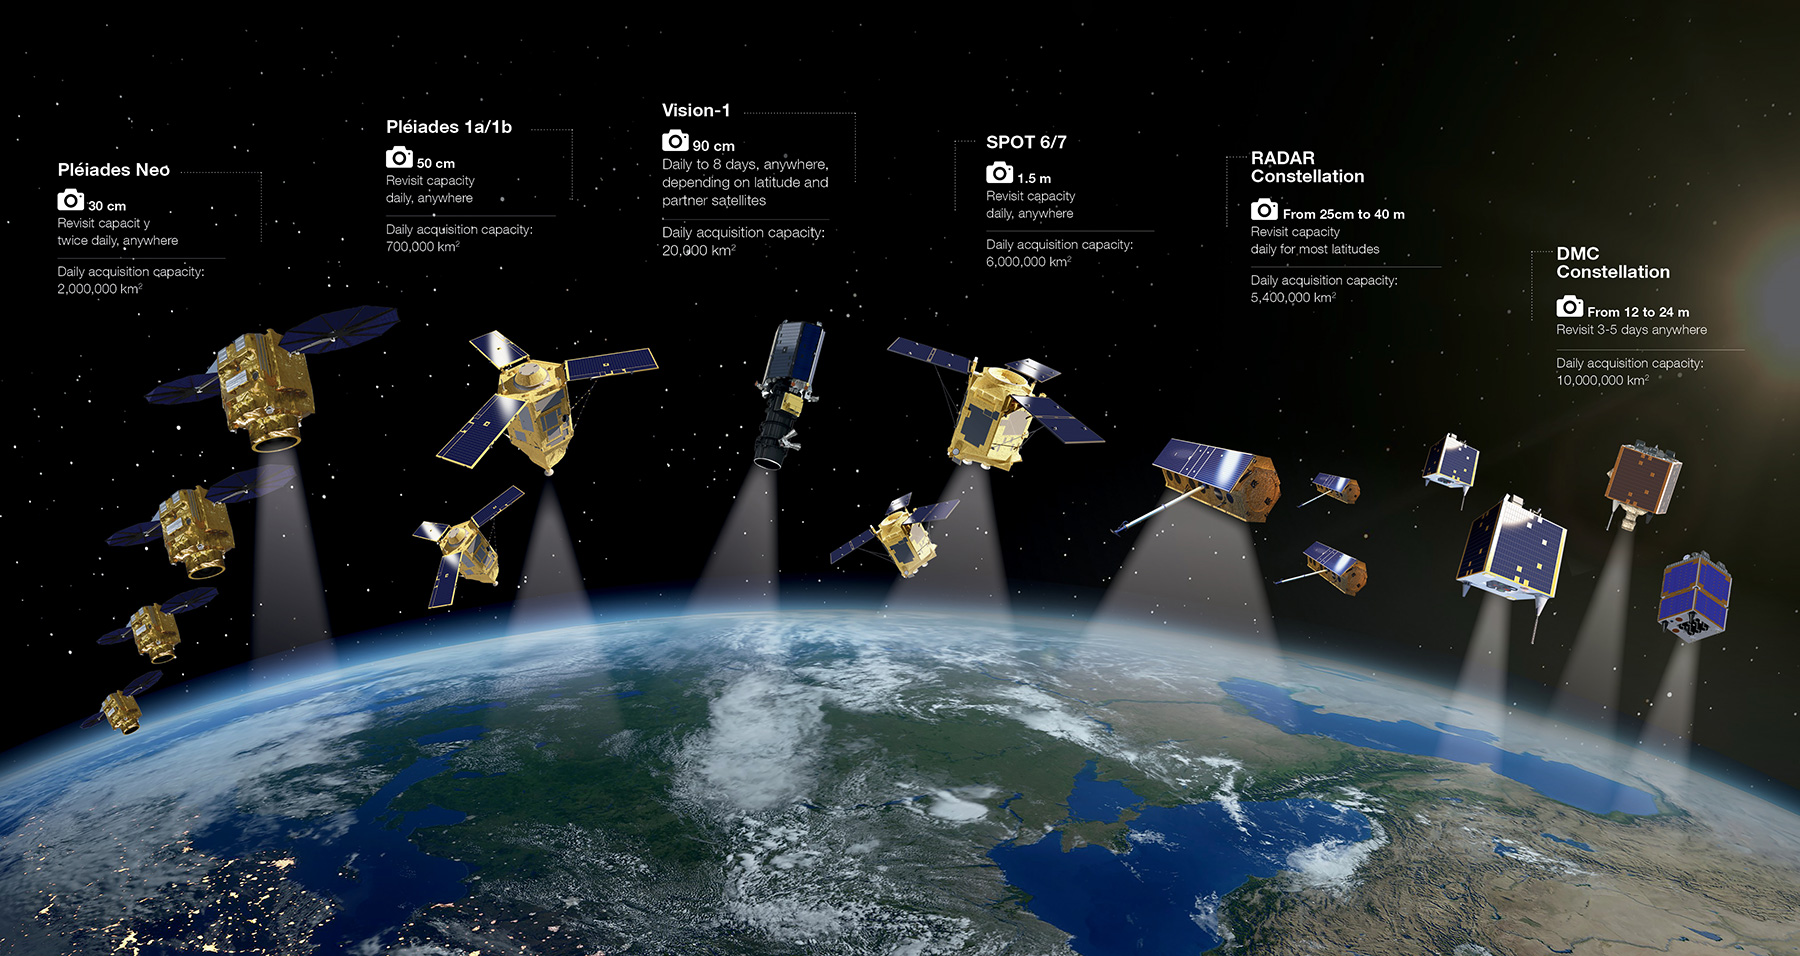 Pléiades Neo
30 cm
Revisit capacit y
twice daily, anywhere
Daily acquisition capacity:
2,000,000 km²
Pléiades 1a/1b
50 cm
Revisit capacity
daily, anywhere
Daily acquisition capacity:
700,000 km²
Vision-1
90 cm
Daily to 8 days, anywhere,
depending on latitude and
partner satellites
Daily acquisition capacity:
20,000 km²
SPOT 6/7
1.5 m
Revisit capacity
daily, anywhere
Daily acquisition capacity:
6,000,000 km²
RADAR
Constellation
From 25cm to 40 m
Revisit capacity
daily for most latitudes
Daily acquisition capacity:
5,400,000 km²
DMC
Constellation
From 12 to 24 m
Revisit 3-5 days anywhere
Daily acquisition capacity:
10,000,000 km²